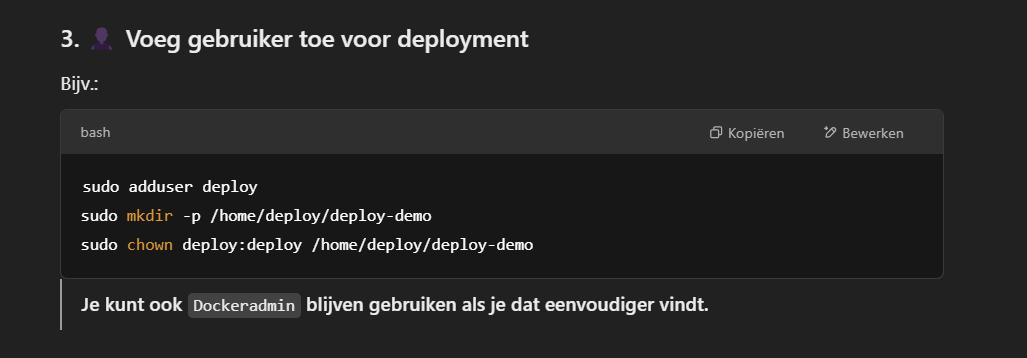 3. Voeg gebruiker toe voor deployment
Bijv.:
bash Kopiëren Bewerken
sudo adduser deploy
sudo mkdir -p /home/deploy/deploy-demo
sudo chown deploy:deploy /home/deploy/deploy-demo
Je kunt ook Dockeradmin blijven gebruiken als je dat eenvoudiger vindt.